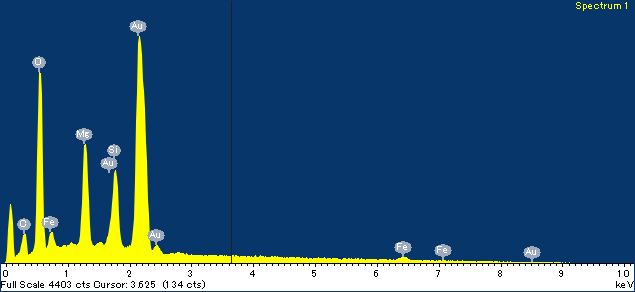 Spectrum 1
Au
O
Mg
Si
Au
C Fe
Au
Fe Fe Au
0 1 2 3 4 5 6 7 8 9 10
Full Scale 4403 cts Cursor: 3.625 (134 cts) keV